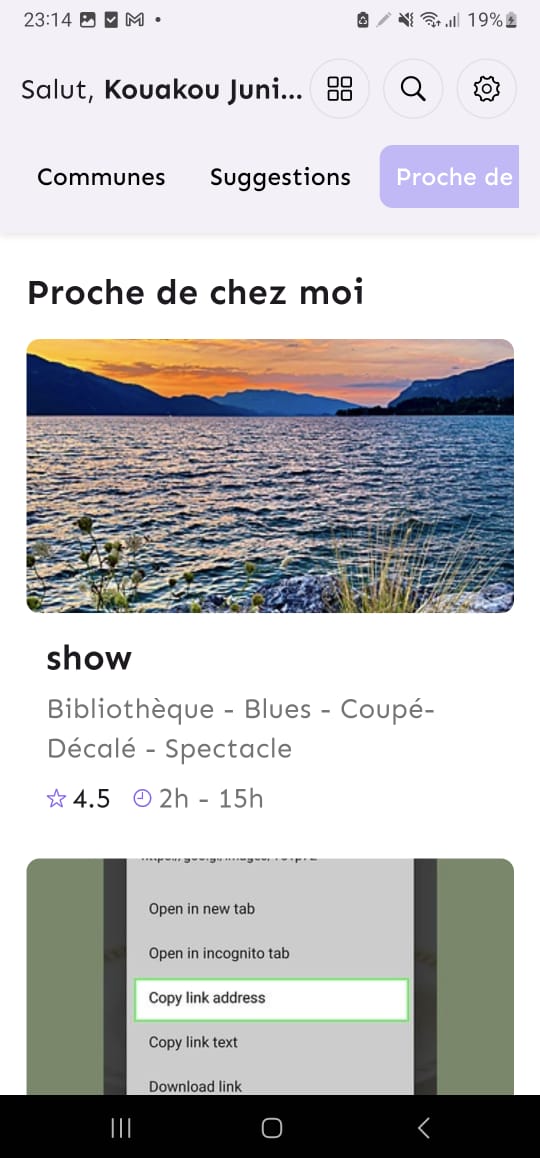 23:14
19%
Salut, Kouakou Juni...
Communes
Suggestions
Proche de
Proche de chez moi
show
Bibliothèque - Blues - Coupé-
Décalé - Spectacle
4.5
2h - 15h
Open in new tab
Open in incognito tab
Copy link address
Copy link text
Download link